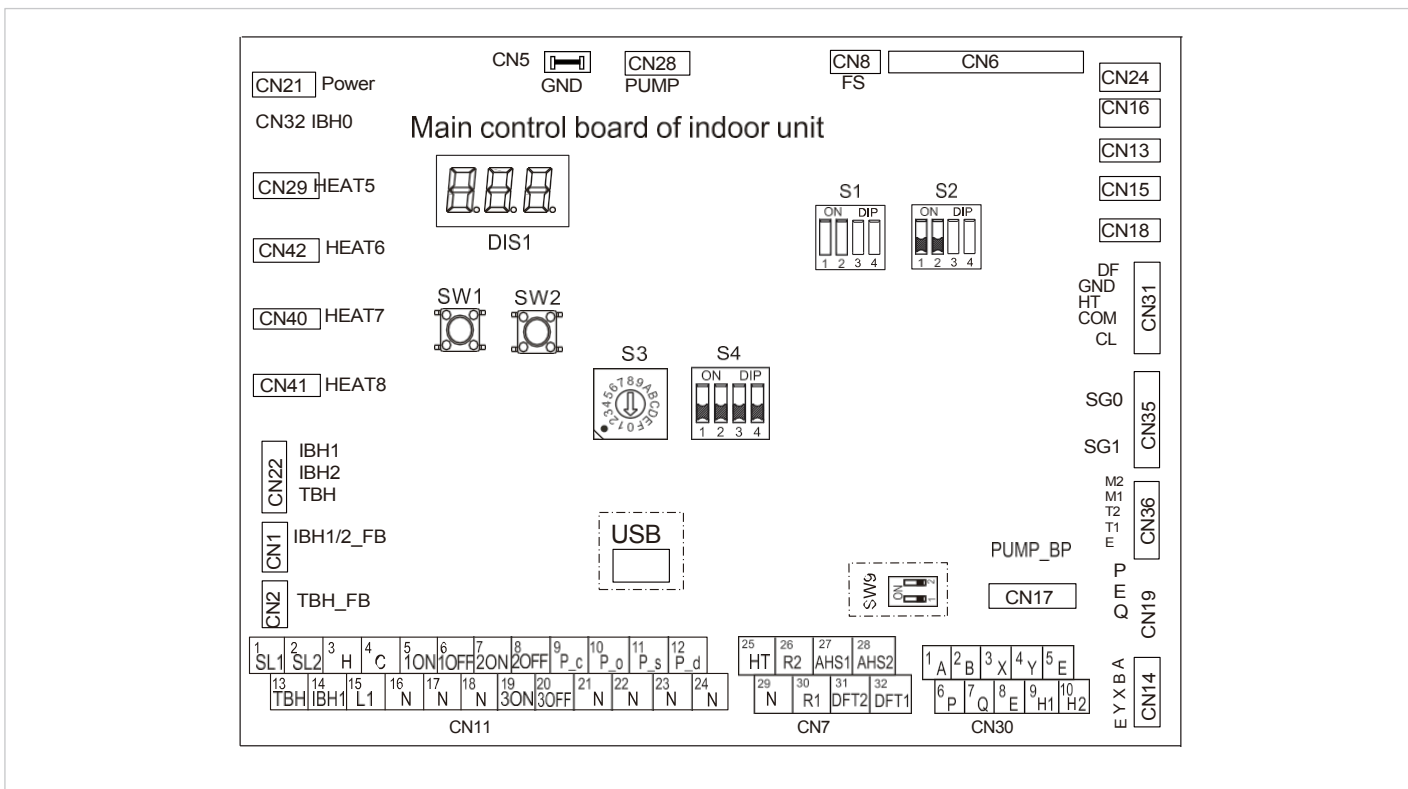 CN5 CN28 CN8 CN6
GND PUMP FS
CN21 Power
CN24
CN16
CN32 IBH0
Main control board of indoor unit
CN13
CN29 HEAT5
CN15
DIS1
S1 S2
ON DIP ON DIP
1 2 3 4 1 2 3 4
CN18
CN42 HEAT6
DF
GND
HT
COM
CL
CN31
SW1 SW2
CN40 HEAT7
S3 S4
ON DIP
0123456789ABCDEF
1 2 3 4
CN41 HEAT8
SG0
SG1
CN35
IBH1
IBH2
TBH
CN22
M2
M1
T2
T1
E
CN36
CN1 IBH1/2_FB
USB
PUMP_BP
CN17
SW9
ON
1 2
P
E
Q
CN19
CN2 TBH_FB
1 SL1 2 SL2 3 H 4 C 5 1ON 6 1OFF 7 2ON 8 2OFF 9 P_c 10 P_o 11 P_s 12 P_d
13 TBH 14 IBH1 15 L1 16 N 17 N 18 N 19 3ON 20 3OFF 21 N 22 N 23 N 24 N
CN11
25 HT 26 R2 27 AHS1 28 AHS2
29 N 30 R1 31 DFT2 32 DFT1
CN7
1 A 2 B 3 X 4 Y 5 E
6 P 7 Q 8 E 9 H1 10 H2
CN30
E Y X B A
CN14